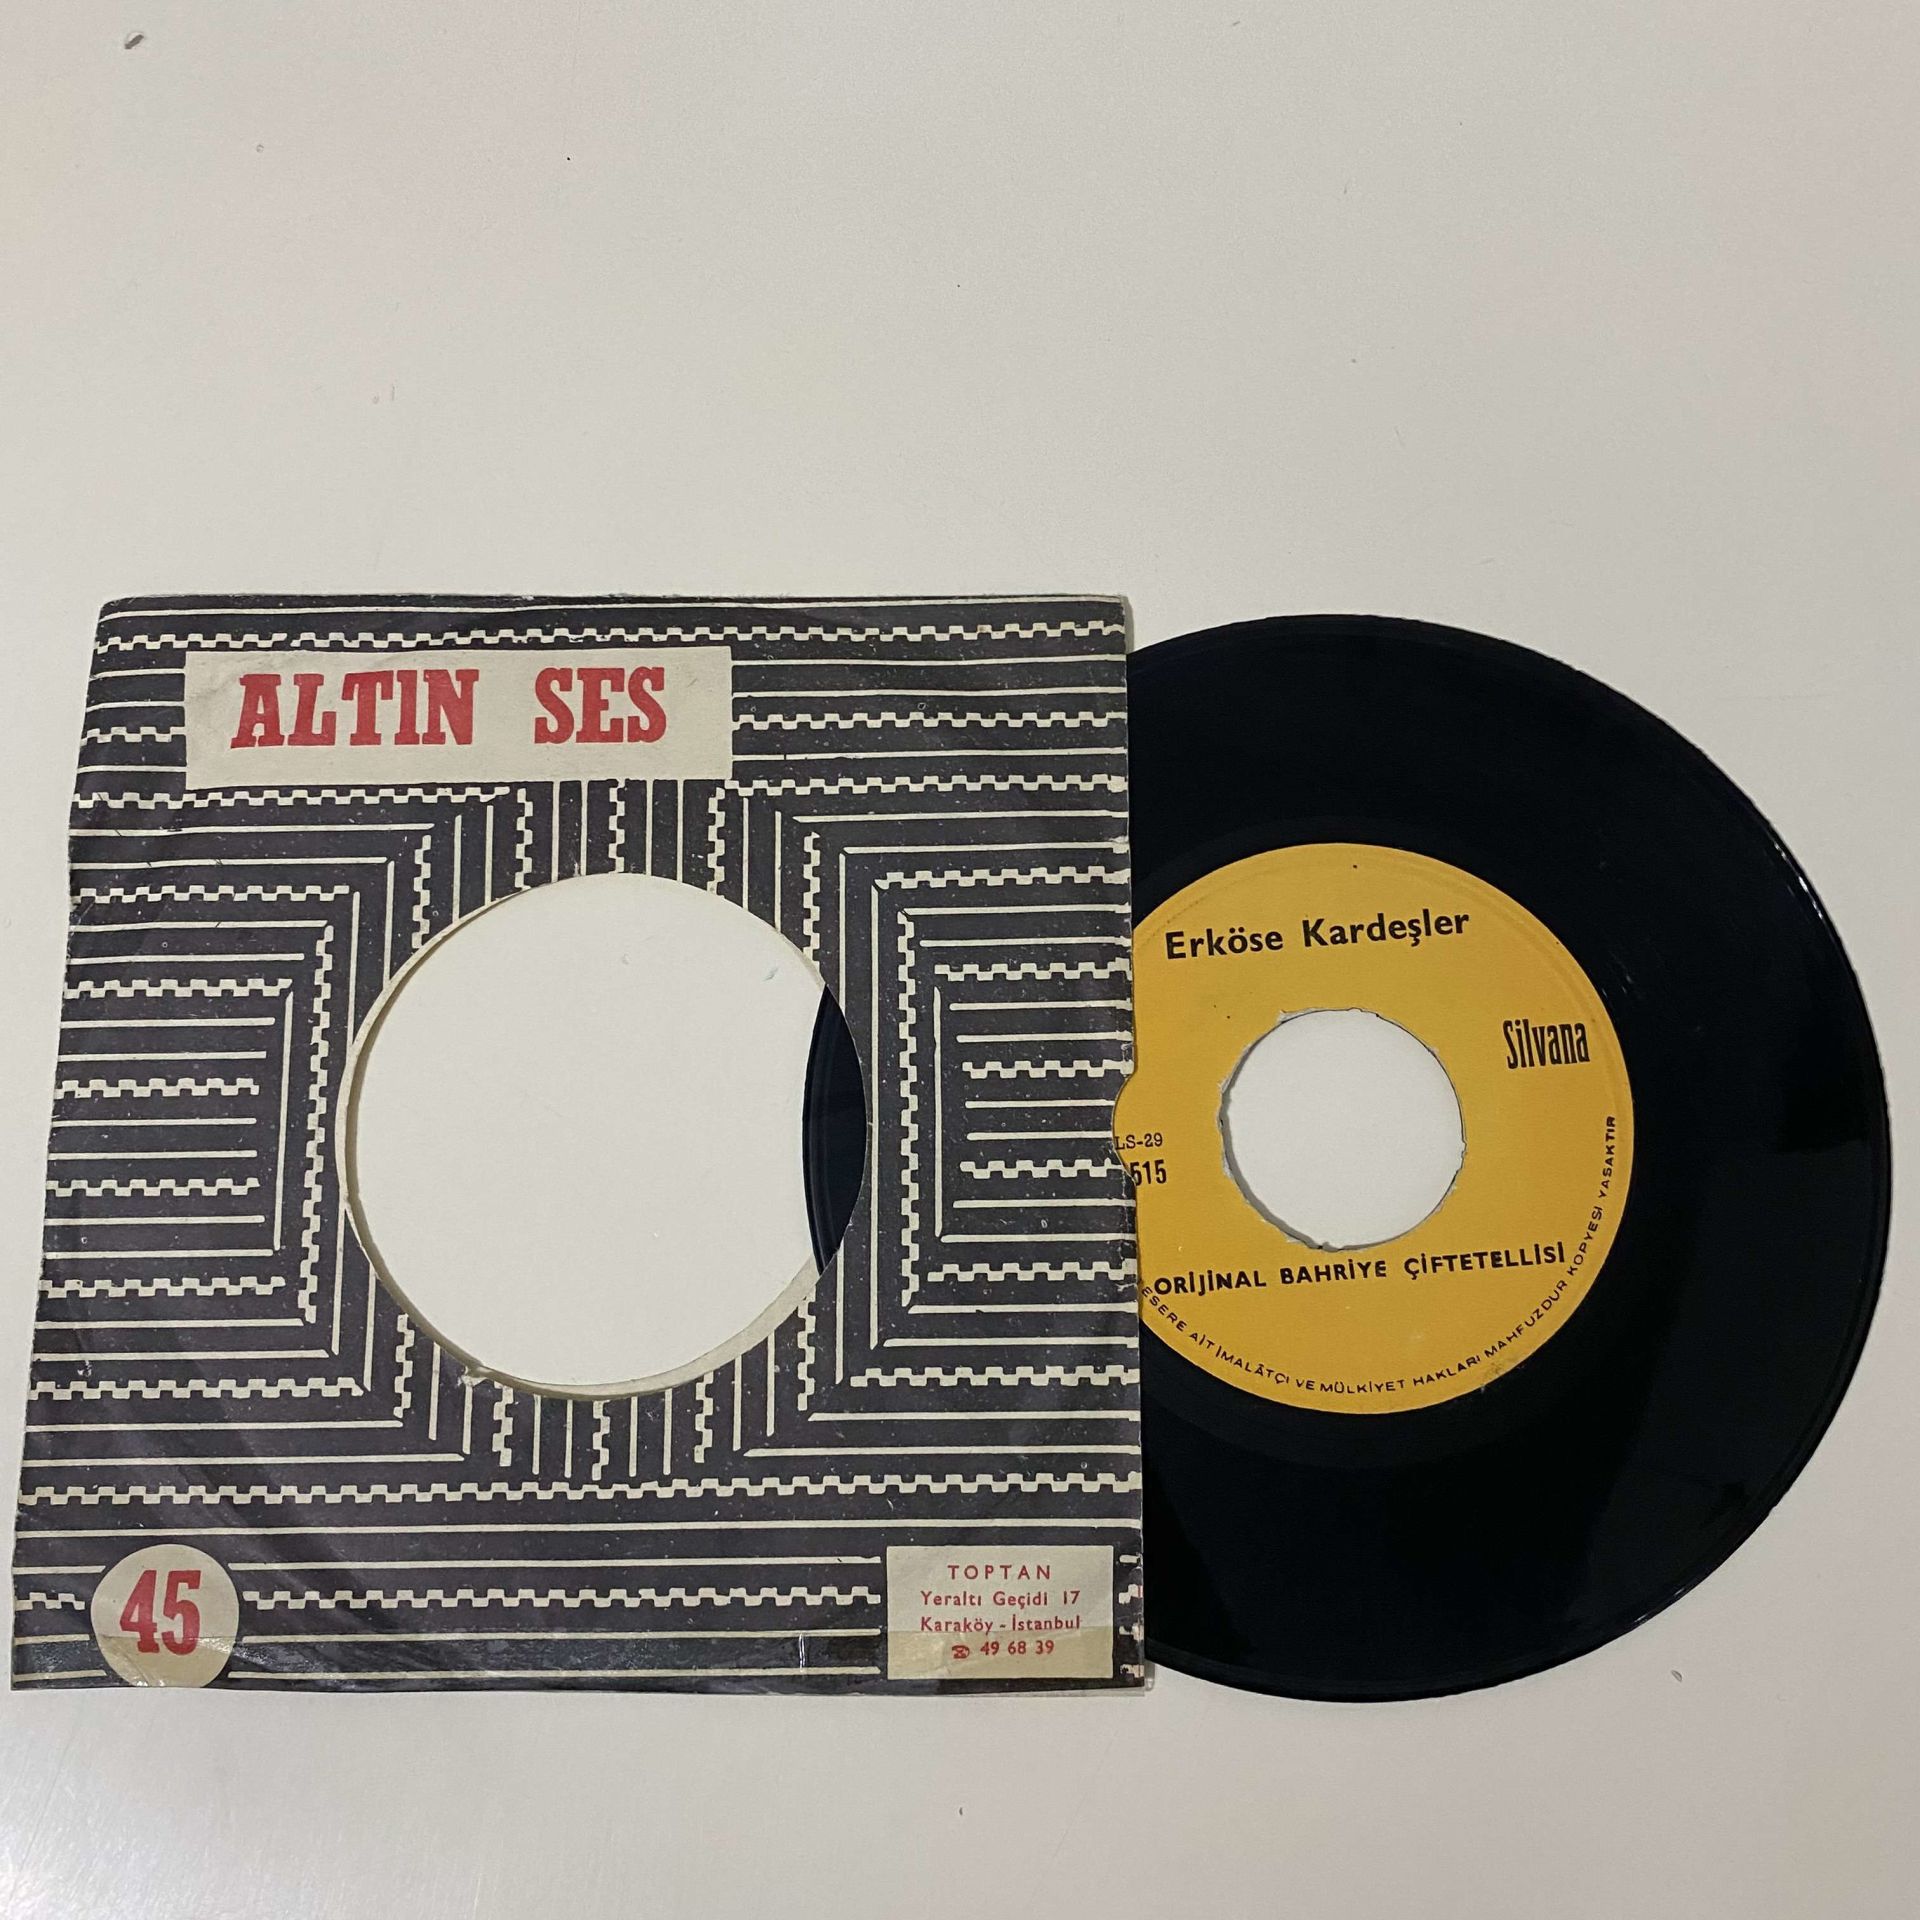 ALTIN SES
45
TOPTAN
Yeraltı Geçidi 17
Karaköy - İstanbul
☎ 49 68 39
Erköse Kardeşler
Silvana
LS-29
515
ORİJİNAL BAHRİYE ÇİFTETELLİSİ
ESERE AİT İMALÂTÇI VE MÜLKİYET HAKLARI MAHFUZDUR KOPYESİ YASAKTIR